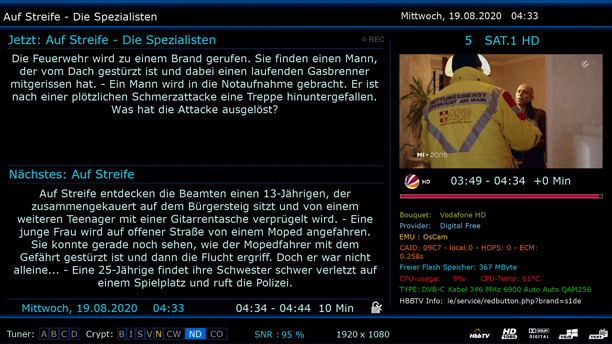 Auf Streife - Die Spezialisten
Mittwoch, 19.08.2020 04:33
Jetzt: Auf Streife - Die Spezialisten
REC
Die Feuerwehr wird zu einem Brand gerufen. Sie finden einen Mann,
der vom Dach gestürzt ist und dabei einen laufenden Gasbrenner
mitgerissen hat. - Ein Mann wird in die Notaufnahme gebracht. Er ist
nach einer plötzlichen Schmerzattacke eine Treppe hinuntergefallen.
Was hat die Attacke ausgelöst?
Nächstes: Auf Streife
Auf Streife entdecken die Beamten einen 13-Jährigen, der
zusammengekauert auf dem Bürgersteig sitzt und von einem
weiteren Teenager mit einer Gitarrentasche verprügelt wird. - Eine
junge Frau wird auf offener Straße von einem Moped angefahren.
Sie konnte gerade noch sehen, wie der Mopedfahrer mit dem
Gefährt gestürzt ist und dann die Flucht ergriff. Doch er war nicht
alleine... - Eine 25-Jährige findet ihre Schwester schwer verletzt auf
einem Spielplatz und ruft die Polizei.
Mittwoch, 19.08.2020 04:33 04:34 - 04:44 10 Min
5 SAT.1 HD
RETTUNGSDIENST
FRANKFURT AM MAIN
ASB
MI • 20:15
HD 03:49 - 04:34 +0 Min
Bouquet: Vodafone HD
Provider: Digital Free
EMU : OsCam
CAID: 09C7 - local:0 - HOPS: 0 - ECM:
0.258s
Freier Flash Speicher: 367 MByte
CPU-usage: 9% CPU-Temp: 61°C
TYPE: DVB-C Kabel 346 MHz 6900 Auto Auto QAM256
HBBTV Info: le/service/redbutton.php?brand=s1de
Tuner: A B C D Crypt: B I S V N CW ND CO SNR : 95 % 1920 x 1080
HbbTV HD 1080 DOLBY DIGITAL